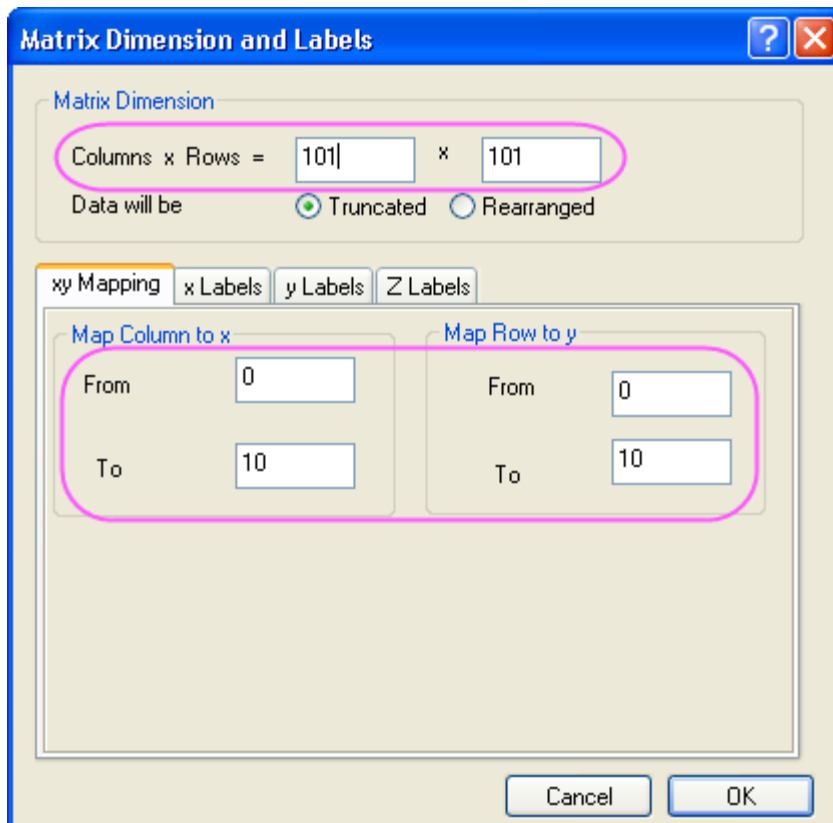 Matrix Dimension and Labels
Matrix Dimension
Columns x Rows = 101 x 101
Data will be Truncated Rearranged
xy Mapping x Labels y Labels Z Labels
Map Column to x Map Row to y
From 0 From 0
To 10 To 10
Cancel OK